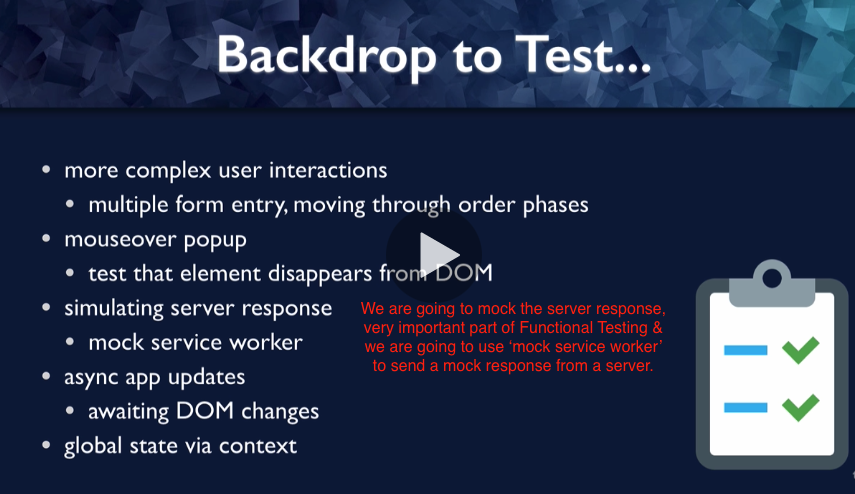 Backdrop to Test...
• more complex user interactions
• multiple form entry, moving through order phases
• mouseover popup
• test that element disappears from DOM
• simulating server response
We are going to mock the server response,
very important part of Functional Testing &
we are going to use ‘mock service worker’
to send a mock response from a server.
• mock service worker
• async app updates
• awaiting DOM changes
• global state via context